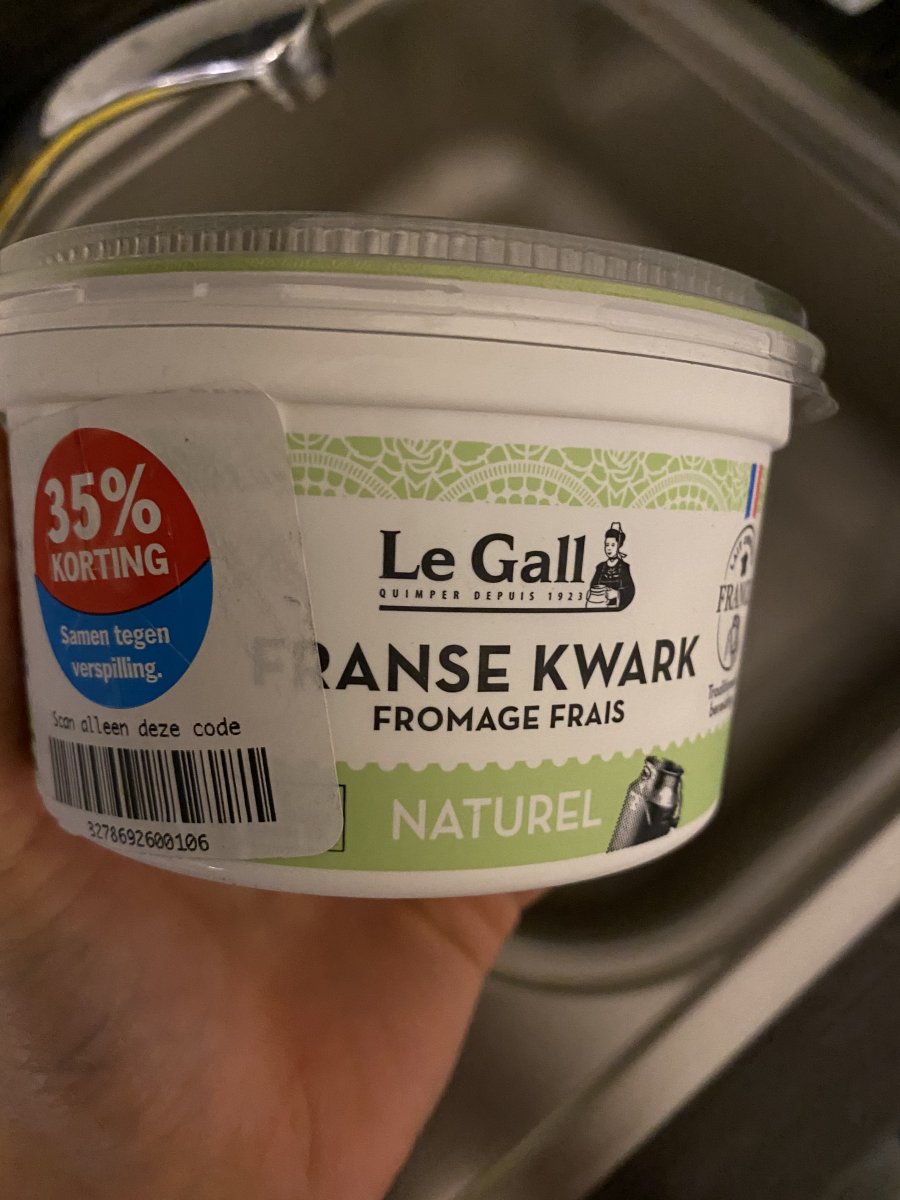 35%
KORTING
Samen tegen
verspilling.
Scan alleen deze code
3278692600106
Le Gall
QUIMPER DEPUIS 1923
FRANSE KWARK
FROMAGE FRAIS
NATUREL